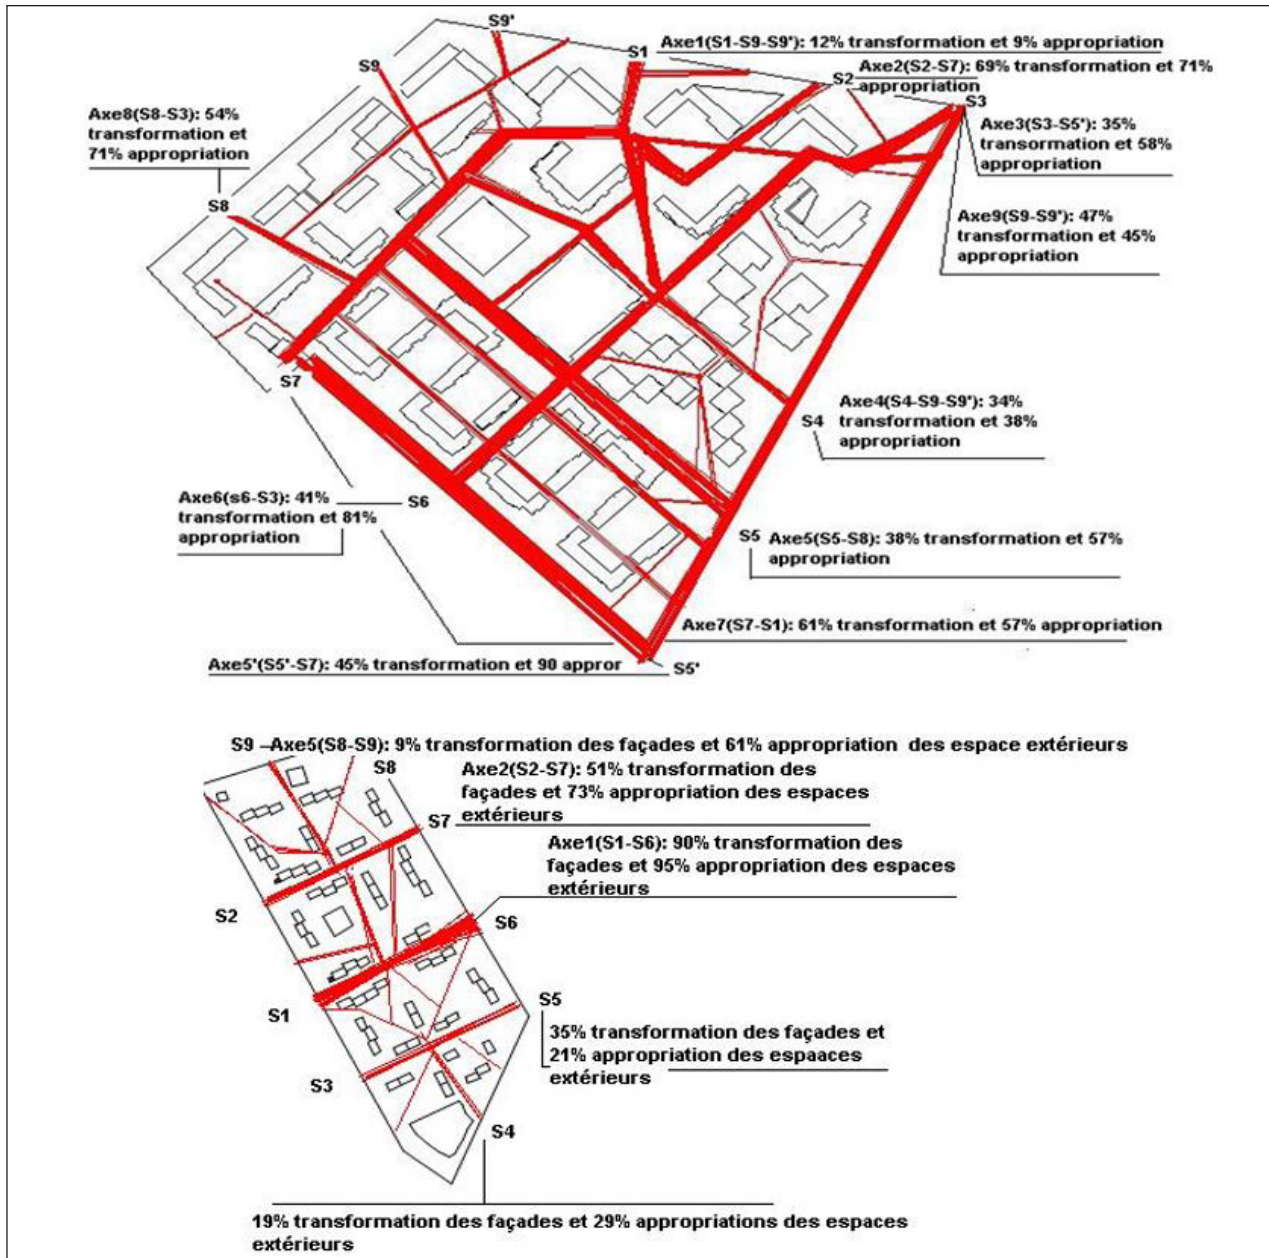 S9'
S1
Axe1(S1-S9-S9'): 12% transformation et 9% appropriation
S9
S2
Axe2(S2-S7): 69% transformation et 71%
appropriation
S3
Axe8(S8-S3): 54%
transformation et
71% appropriation
Axe3(S3-S5'): 35%
transormation et 58%
appropriation
S8
Axe9(S9-S9'): 47%
transformation et 45%
appropriation
S7
S4
Axe4(S4-S9-S9'): 34%
transformation et 38%
appropriation
Axe6(s6-S3): 41%
transformation et 81%
appropriation
S6
S5
Axe5(S5-S8): 38% transformation et 57%
appropriation
Axe7(S7-S1): 61% transformation et 57% appropriation
Axe5'(S5'-S7): 45% transformation et 90 appror
S5'
S9
Axe5(S8-S9): 9% transformation des façades et 61% appropriation des espace extérieurs
S8
Axe2(S2-S7): 51% transformation des
façades et 73% appropriation des espaces
extérieurs
S7
Axe1(S1-S6): 90% transformation des
façades et 95% appropriation des espaces
extérieurs
S2
S6
S1
S5
35% transformation des façades et
21% appropriation des espaaces
extérieurs
S3
S4
19% transformation des façades et 29% appropriations des espaces
extérieurs